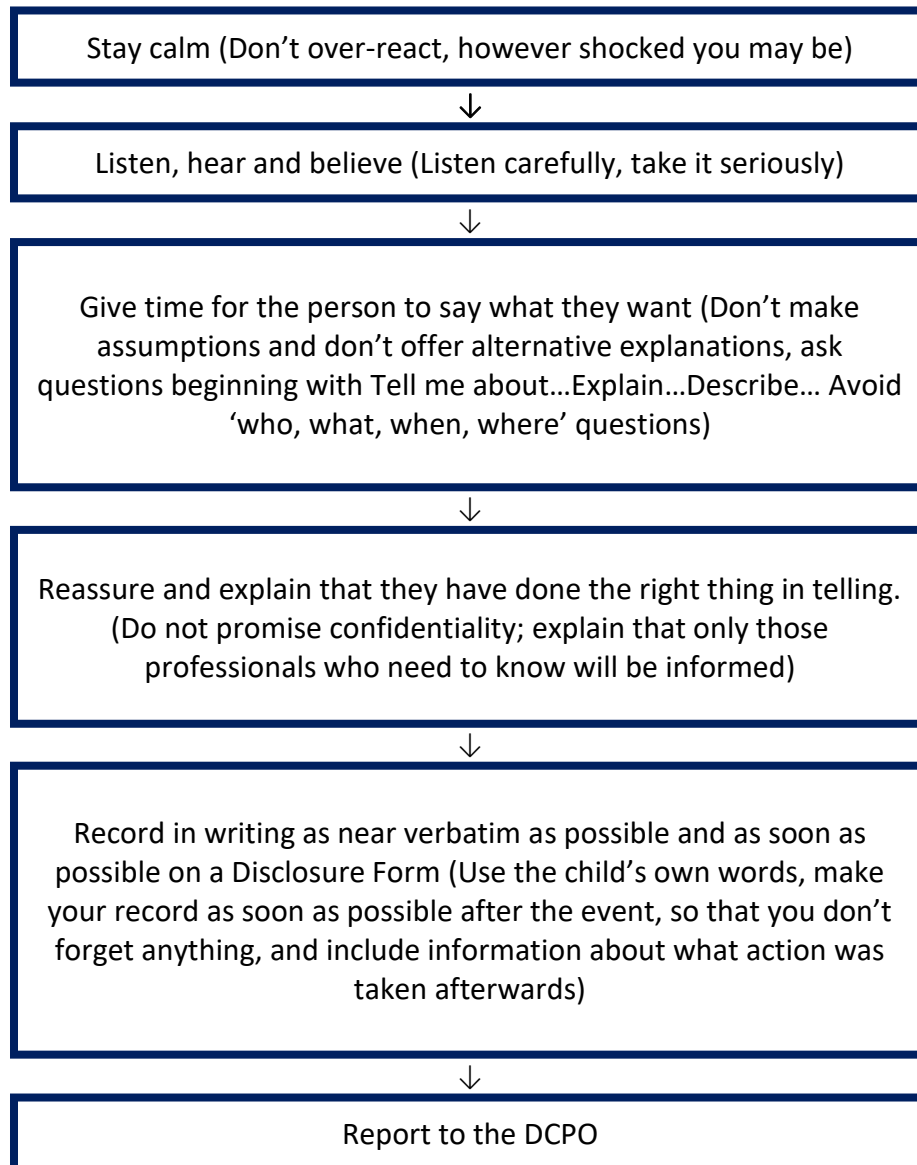 Stay calm (Don’t over-react, however shocked you may be)
↓
Listen, hear and believe (Listen carefully, take it seriously)
↓
Give time for the person to say what they want (Don’t make
assumptions and don’t offer alternative explanations, ask
questions beginning with Tell me about…Explain…Describe… Avoid
‘who, what, when, where’ questions)
↓
Reassure and explain that they have done the right thing in telling.
(Do not promise confidentiality; explain that only those
professionals who need to know will be informed)
↓
Record in writing as near verbatim as possible and as soon as
possible on a Disclosure Form (Use the child’s own words, make
your record as soon as possible after the event, so that you don’t
forget anything, and include information about what action was
taken afterwards)
↓
Report to the DCPO